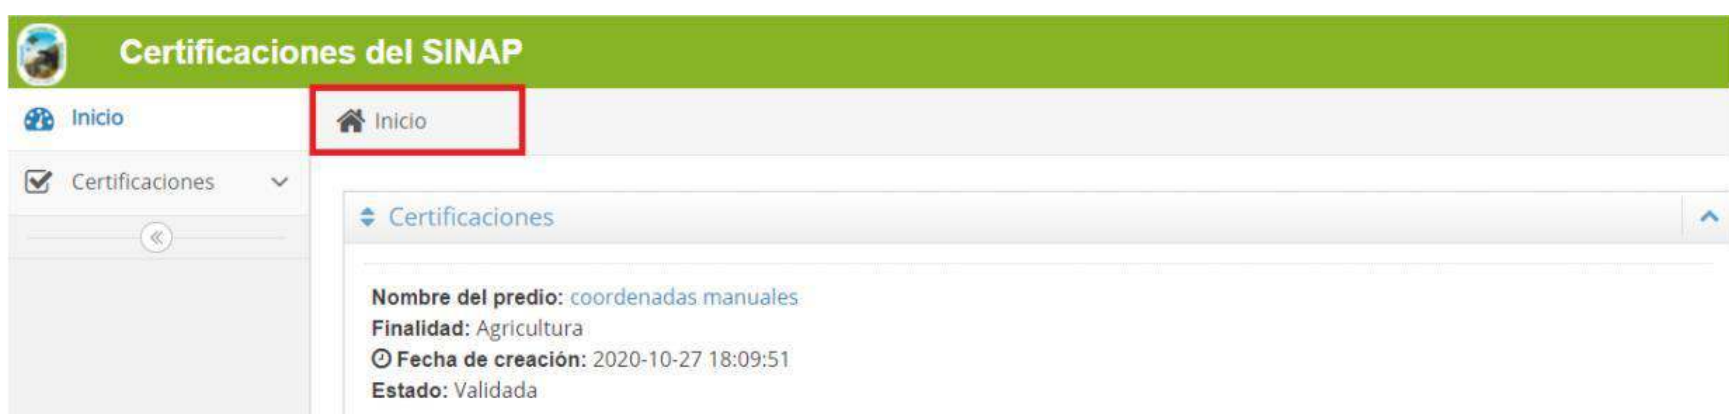 Certificaciones del SINAP
Inicio
Inicio
Certificaciones
Certificaciones
Nombre del predio: coordenadas manuales
Finalidad: Agricultura
Fecha de creación: 2020-10-27 18:09:51
Estado: Validada